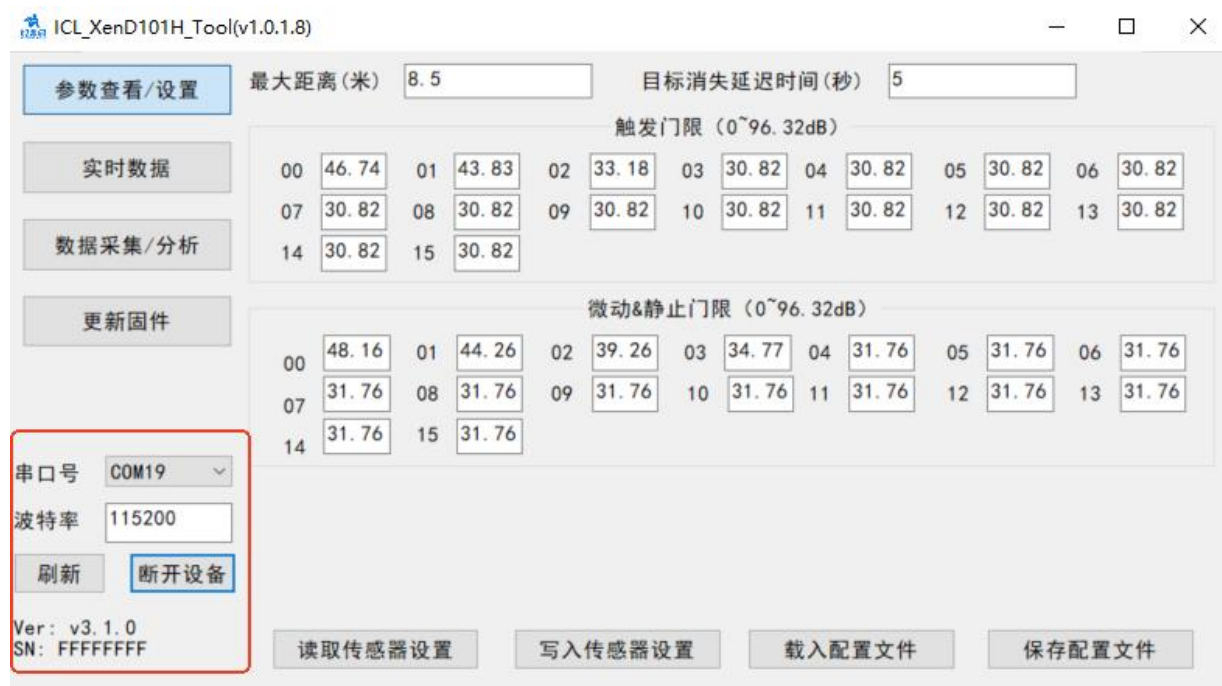 ICL_XenD101H_Tool(v1.0.1.8)
参数查看/设置
最大距离(米) 8.5 目标消失延迟时间(秒) 5
触发门限 (0~96.32dB)
实时数据
00 46.74 01 43.83 02 33.18 03 30.82 04 30.82 05 30.82 06 30.82
07 30.82 08 30.82 09 30.82 10 30.82 11 30.82 12 30.82 13 30.82
数据采集/分析
14 30.82 15 30.82
更新固件
微动&静止门限 (0~96.32dB)
00 48.16 01 44.26 02 39.26 03 34.77 04 31.76 05 31.76 06 31.76
07 31.76 08 31.76 09 31.76 10 31.76 11 31.76 12 31.76 13 31.76
14 31.76 15 31.76
串口号 COM19
波特率 115200
刷新 断开设备
Ver: v3.1.0
SN: FFFFFFFF
读取传感器设置 写入传感器设置 载入配置文件 保存配置文件